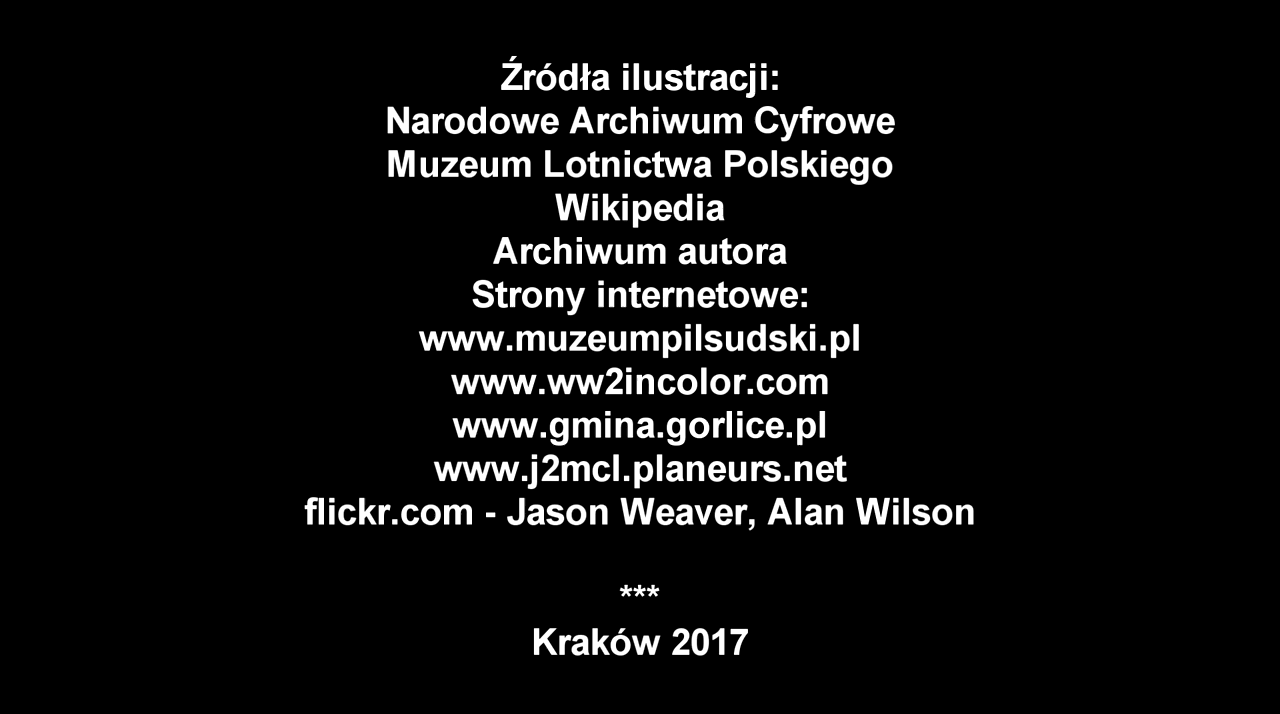 Źródła ilustracji:
Narodowe Archiwum Cyfrowe
Muzeum Lotnictwa Polskiego
Wikipedia
Archiwum autora
Strony internetowe:
www.muzeumpilsudski.pl
www.ww2incolor.com
www.gmina.gorlice.pl
www.j2mcl.planeurs.net
flickr.com - Jason Weaver, Alan Wilson
***
Kraków 2017